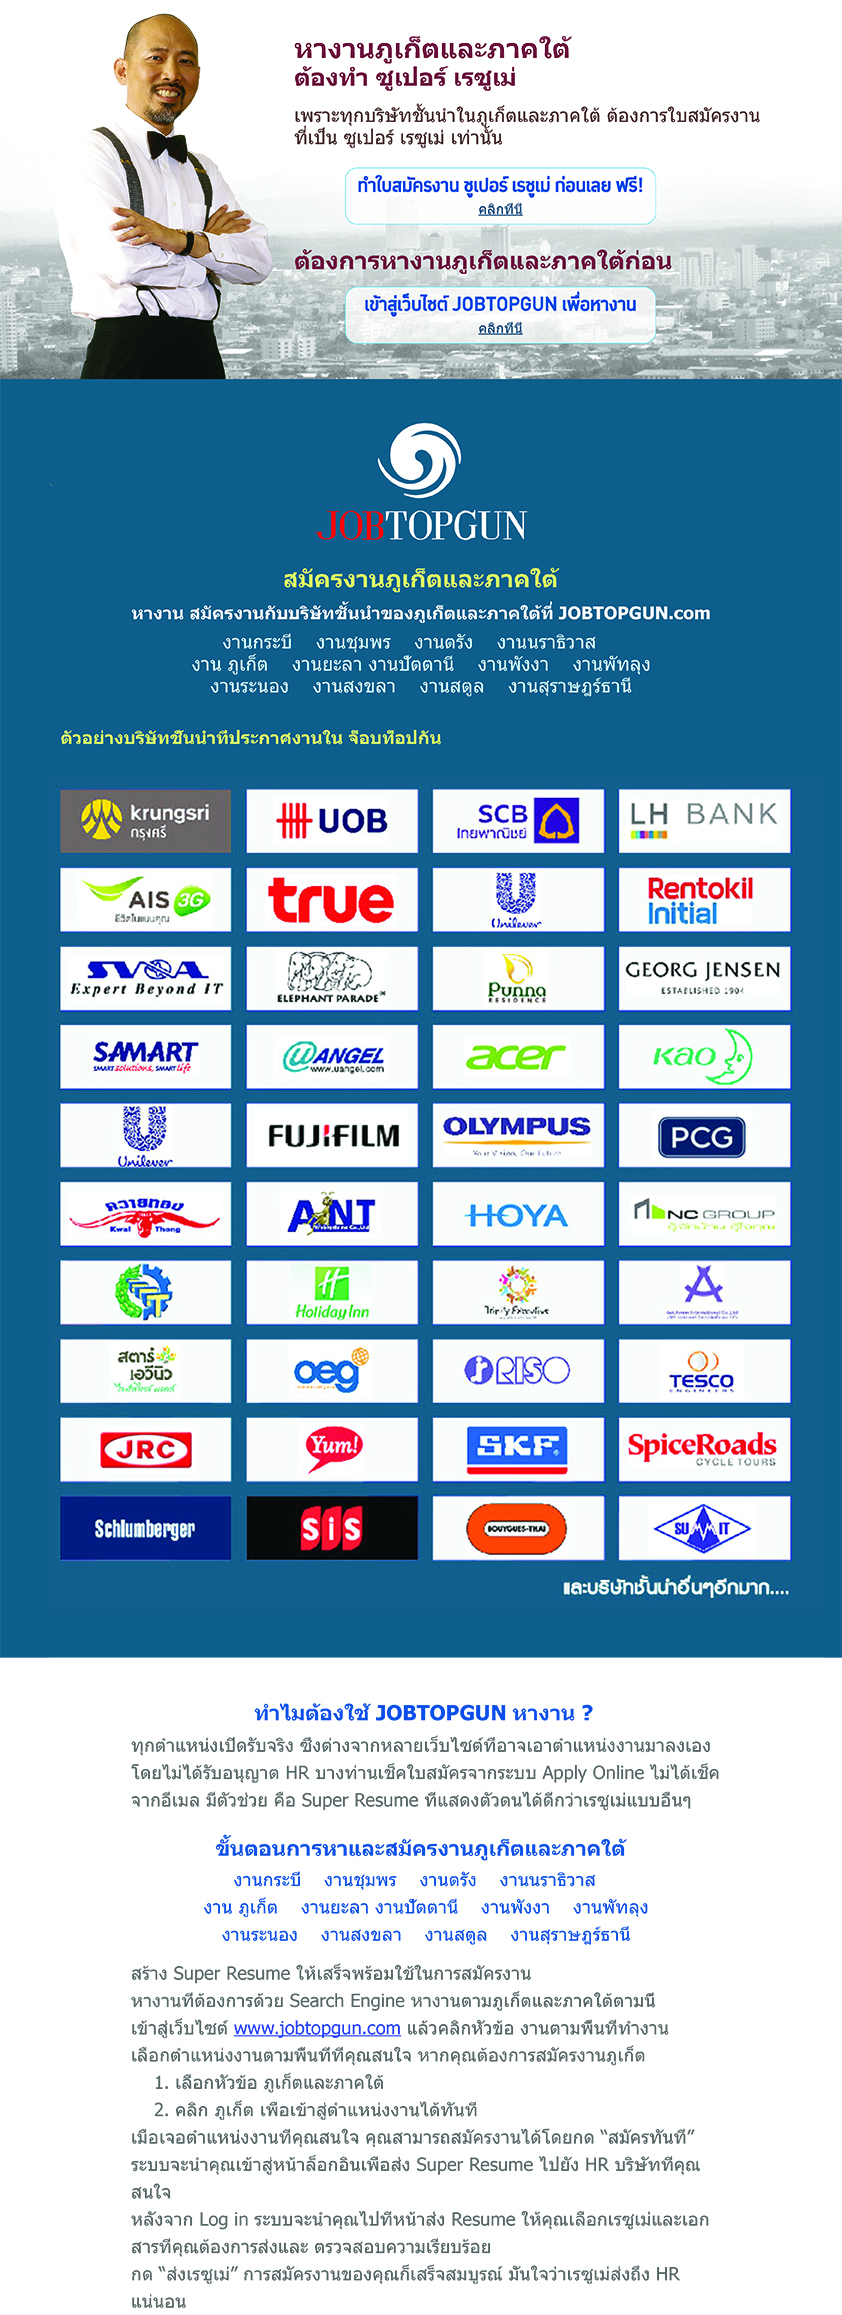 หางานภูเก็ตและภาคใต้
ต้องทำ ซูเปอร์ เรซูเม่
เพราะทุกบริษัทชั้นนำในภูเก็ตและภาคใต้ ต้องการใบสมัครงาน
ที่เป็น ซูเปอร์ เรซูเม่ เท่านั้น
ทำใบสมัครงาน ซูเปอร์ เรซูเม่ ก่อนเลย ฟรี!
คลิกที่นี่
ต้องการหางานภูเก็ตและภาคใต้ก่อน
เข้าสู่เว็บไซต์ JOBTOPGUN เพื่อหางาน
คลิกที่นี่
JOBTOPGUN
สมัครงานภูเก็ตและภาคใต้
หางาน สมัครงานกับบริษัทชั้นนำของภูเก็ตและภาคใต้ที่ JOBTOPGUN.com
งานกระบี่ งานชุมพร งานตรัง งานนราธิวาส
งาน ภูเก็ต งานยะลา งานปัตตานี งานพังงา งานพัทลุง
งานระนอง งานสงขลา งานสตูล งานสุราษฎร์ธานี
ตัวอย่างบริษัทชั้นนำที่ประกาศงานใน จ็อบท็อปกัน
krungsri
กรุงศรี
UOB
SCB
ไทยพาณิชย์
LH BANK
AIS 3G
ชีวิตในแบบคุณ
true
Unilever
Rentokil
Initial
SVOA
Expert Beyond IT
ELEPHANT PARADE
Punna
RESIDENCE
GEORG JENSEN
ESTABLISHED 1904
SAMART
SMART solutions, SMART life
@UANGEL
www.uangel.com
acer
Kao
Unilever
FUJIFILM
OLYMPUS
Your Vision, Our Future
PCG
ควายทอง
Kwai Thong
ANT
HOYA
NC GROUP
Holiday Inn
Trinity Executive
สตาร์
เอวีนิว
oeg
RISO
TESCO
ENGINEERS
JRC
Yum!
SKF
SpiceRoads
CYCLE TOURS
Schlumberger
SiS
BOUYGUES-THAI
SUMMIT
และบริษัทชั้นนำอื่นๆอีกมาก....
ทำไมต้องใช้ JOBTOPGUN หางาน ?
ทุกตำแหน่งเปิดรับจริง ซึ่งต่างจากหลายเว็บไซต์ที่อาจเอาตำแหน่งงานมาลงเอง
โดยไม่ได้รับอนุญาต HR บางท่านเช็คใบสมัครจากระบบ Apply Online ไม่ได้เช็ค
จากอีเมล มีตัวช่วย คือ Super Resume ที่แสดงตัวตนได้ดีกว่าเรซูเม่แบบอื่นๆ
ขั้นตอนการหาและสมัครงานภูเก็ตและภาคใต้
งานกระบี่ งานชุมพร งานตรัง งานนราธิวาส
งาน ภูเก็ต งานยะลา งานปัตตานี งานพังงา งานพัทลุง
งานระนอง งานสงขลา งานสตูล งานสุราษฎร์ธานี
สร้าง Super Resume ให้เสร็จพร้อมใช้ในการสมัครงาน
หางานที่ต้องการด้วย Search Engine หางานตามภูเก็ตและภาคใต้ตามนี้
เข้าสู่เว็บไซต์ www.jobtopgun.com แล้วคลิกหัวข้อ งานตามพื้นที่ทำงาน
เลือกตำแหน่งงานตามพื้นที่ที่คุณสนใจ หากคุณต้องการสมัครงานภูเก็ต
1. เลือกหัวข้อ ภูเก็ตและภาคใต้
2. คลิก ภูเก็ต เพื่อเข้าสู่ตำแหน่งงานได้ทันที
เมื่อเจอตำแหน่งงานที่คุณสนใจ คุณสามารถสมัครงานได้โดยกด “สมัครทันที”
ระบบจะนำคุณเข้าสู่หน้าล็อกอินเพื่อส่ง Super Resume ไปยัง HR บริษัทที่คุณ
สนใจ
หลังจาก Log in ระบบจะนำคุณไปที่หน้าส่ง Resume ให้คุณเลือกเรซูเม่และเอก
สารที่คุณต้องการส่งและ ตรวจสอบความเรียบร้อย
กด “ส่งเรซูเม่” การสมัครงานของคุณก็เสร็จสมบูรณ์ มั่นใจว่าเรซูเม่ส่งถึง HR
แน่นอน